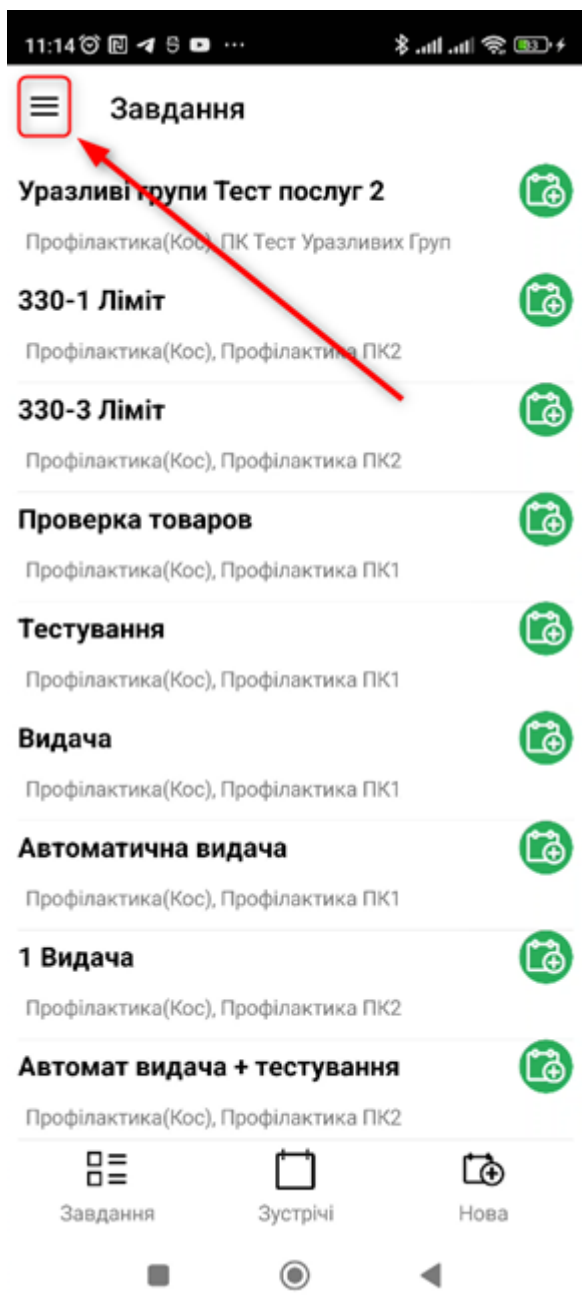 11:14
83
Завдання
Уразливі групи Тест послуг 2
Профілактика(Кос), ПК Тест Уразливих Груп
330-1 Ліміт
Профілактика(Кос), Профілактика ПК2
330-3 Ліміт
Профілактика(Кос), Профілактика ПК2
Проверка товаров
Профілактика(Кос), Профілактика ПК1
Тестування
Профілактика(Кос), Профілактика ПК1
Видача
Профілактика(Кос), Профілактика ПК1
Автоматична видача
Профілактика(Кос), Профілактика ПК1
1 Видача
Профілактика(Кос), Профілактика ПК2
Автомат видача + тестування
Профілактика(Кос), Профілактика ПК2
Завдання
Зустрічі
Нова